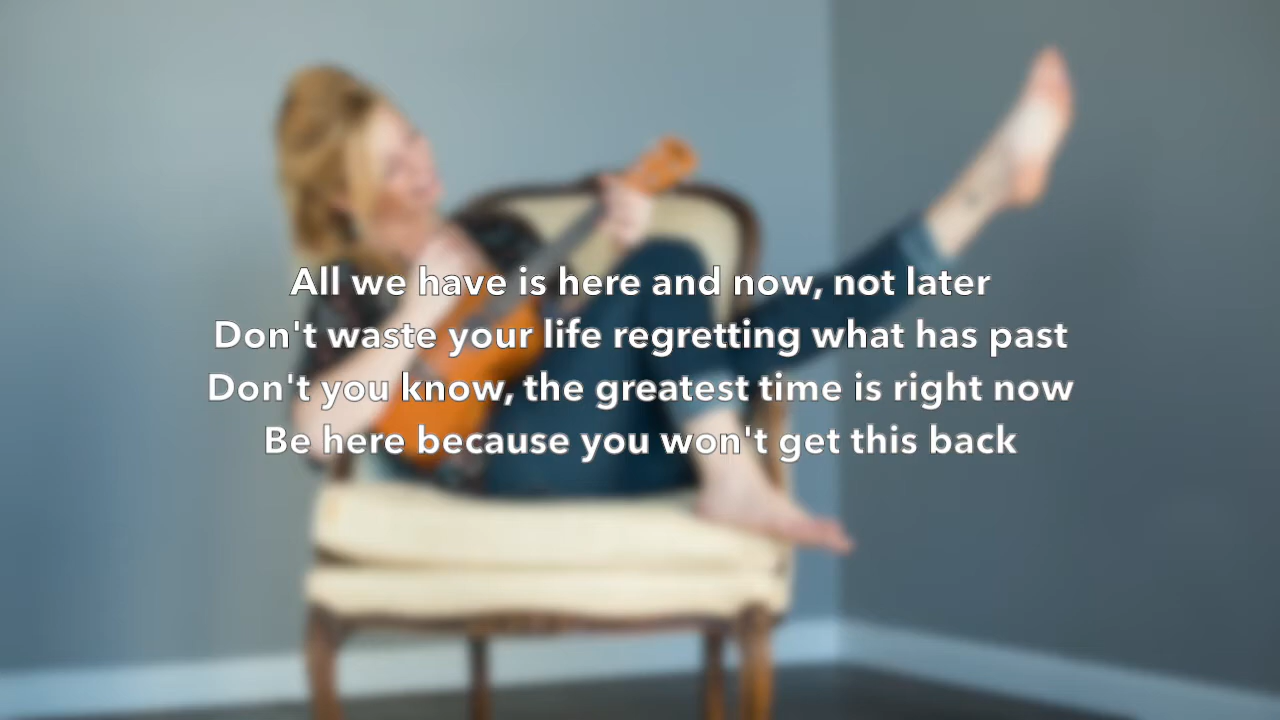 All we have is here and now, not later
Don't waste your life regretting what has past
Don't you know, the greatest time is right now
Be here because you won't get this back